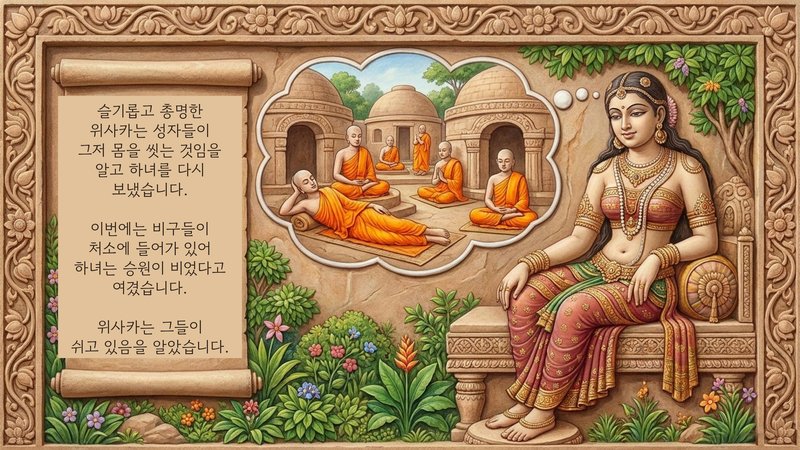 슬기롭고 총명한
위사카는 성자들이
그저 몸을 씻는 것임을
알고 하녀를 다시
보냈습니다.
이번에는 비구들이
처소에 들어가 있어
하녀는 승원이 비었다고
여겼습니다.
위사카는 그들이
쉬고 있음을 알았습니다.